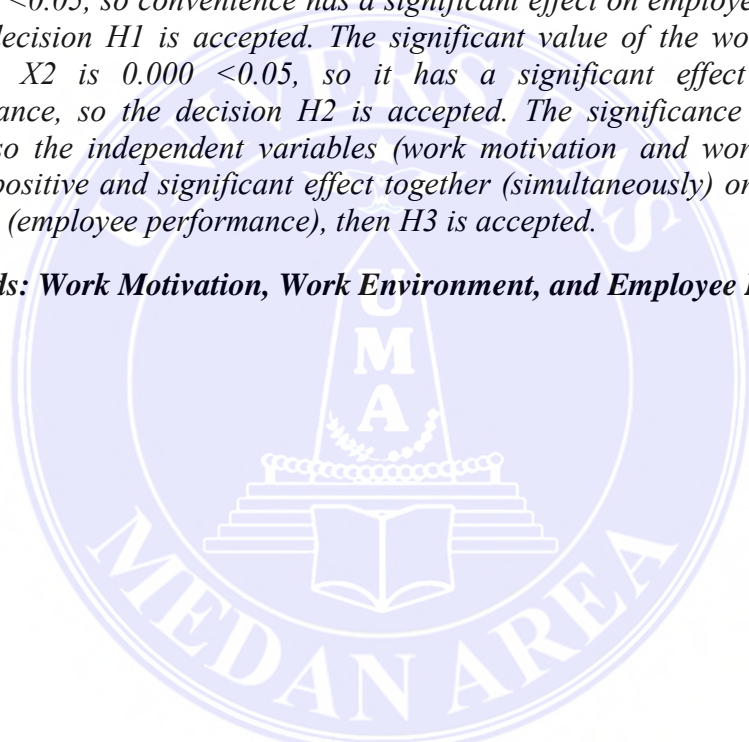 <0.05, so convenience has a significant effect on employe
decision H1 is accepted. The significant value of the wo
X2 is 0.000 <0.05, so it has a significant effect
ance, so the decision H2 is accepted. The significance
so the independent variables (work motivation and wor
positive and significant effect together (simultaneously) on
(employee performance), then H3 is accepted.
ds: Work Motivation, Work Environment, and Employee
UNIVERSITAS
U
M
A
MEDAN AREA